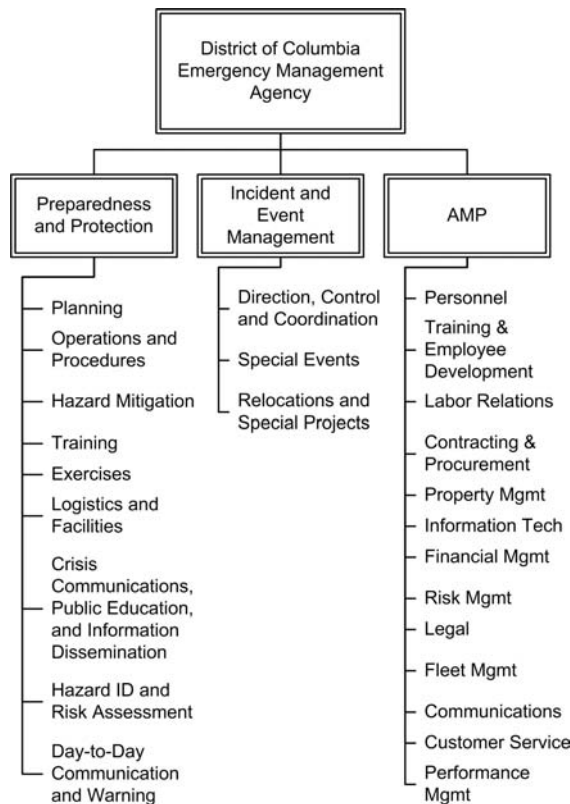 District of Columbia
Emergency Management
Agency
Preparedness
and Protection
Planning
Operations and
Procedures
Hazard Mitigation
Training
Exercises
Logistics and
Facilities
Crisis
Communications,
Public Education,
and Information
Dissemination
Hazard ID and
Risk Assessment
Day-to-Day
Communication
and Warning
Incident and
Event
Management
Direction, Control
and Coordination
Special Events
Relocations and
Special Projects
AMP
Personnel
Training &
Employee
Development
Labor Relations
Contracting &
Procurement
Property Mgmt
Information Tech
Financial Mgmt
Risk Mgmt
Legal
Fleet Mgmt
Communications
Customer Service
Performance
Mgmt